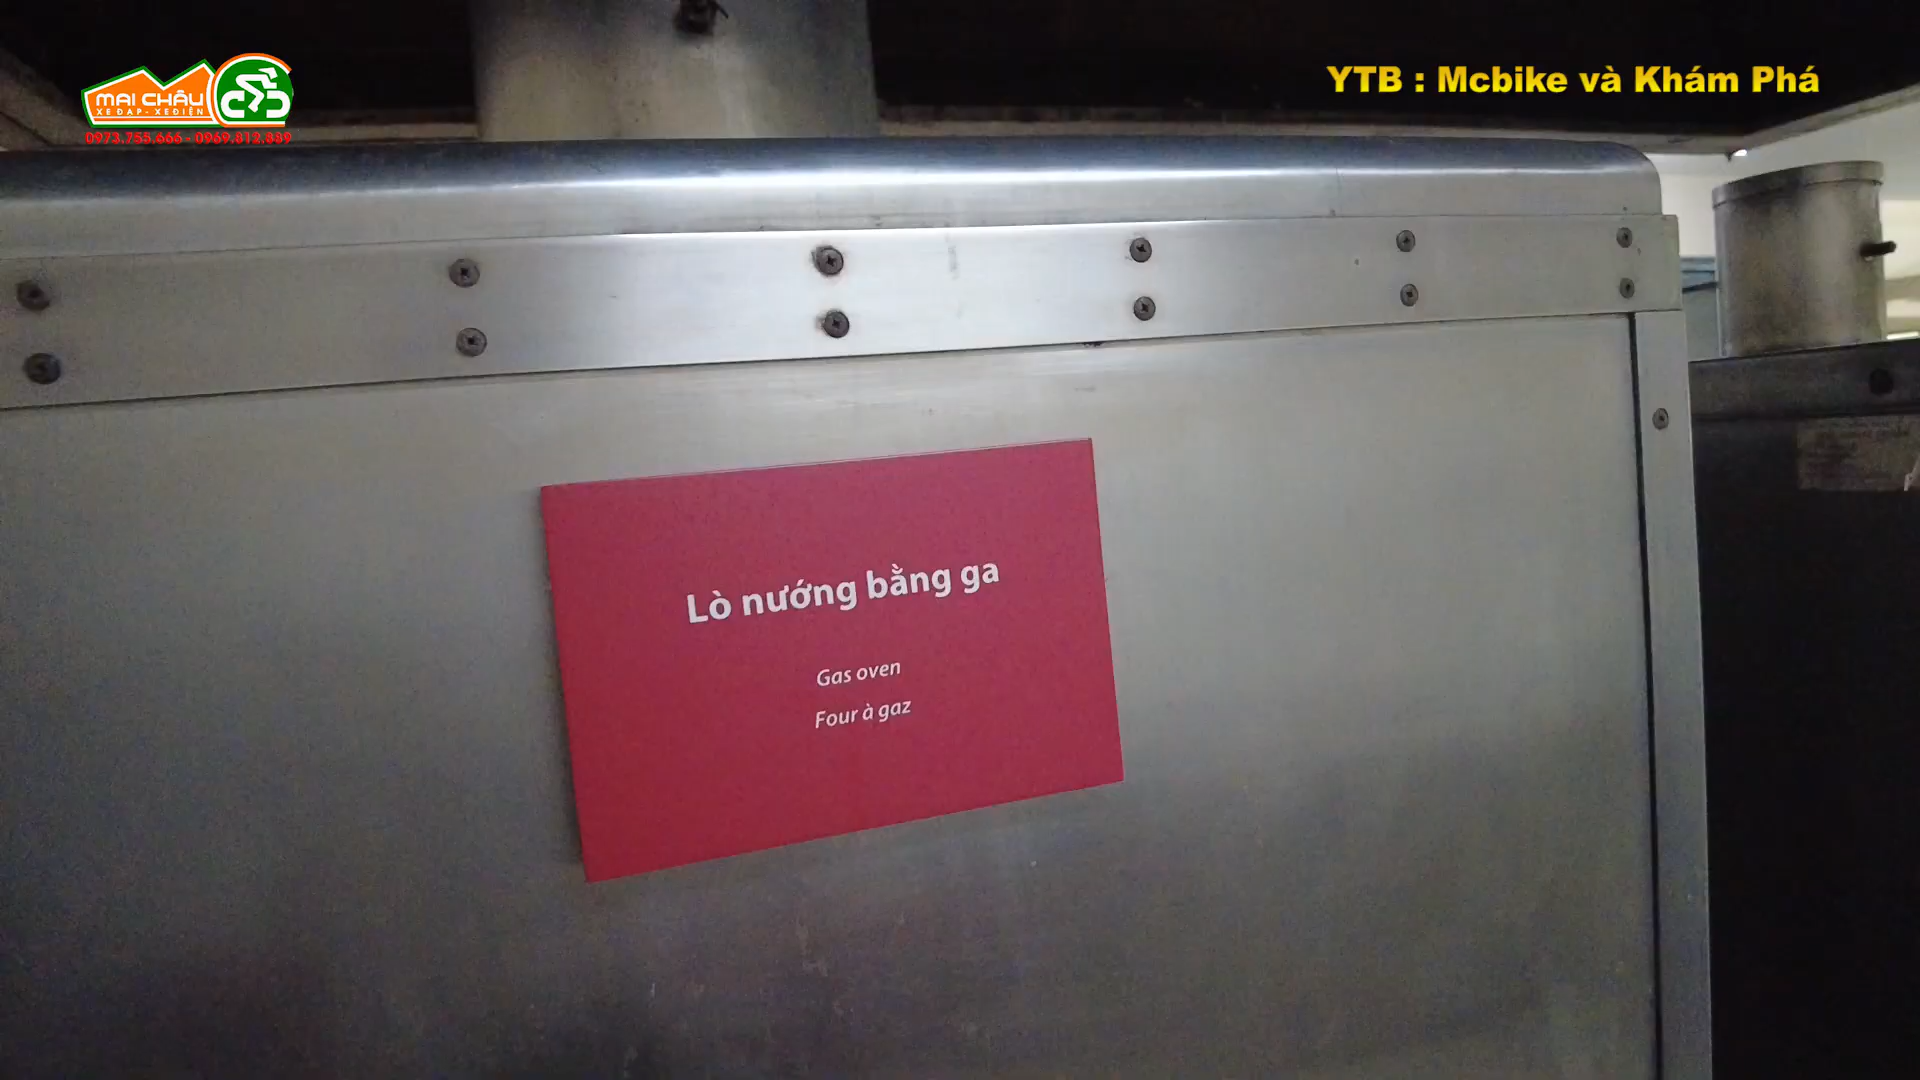 MAI CHÂU
XE ĐẠP - XE ĐIỆN
0973.755.666 - 0969.812.889
YTB : Mcbike và Khám Phá
Lò nướng bằng ga
Gas oven
Four à gaz